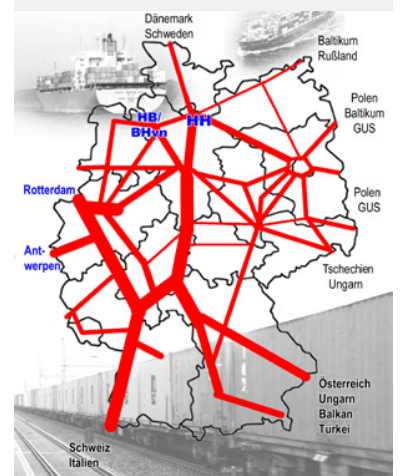 Dänemark
Schweden
Baltikum
Rußland
HB/
BHvn
HH
Polen
Baltikum
GUS
Rotterdam
Polen
GUS
Ant-
werpen
Tschechien
Ungarn
Österreich
Ungarn
Balkan
Turkei
Schweiz
Italien